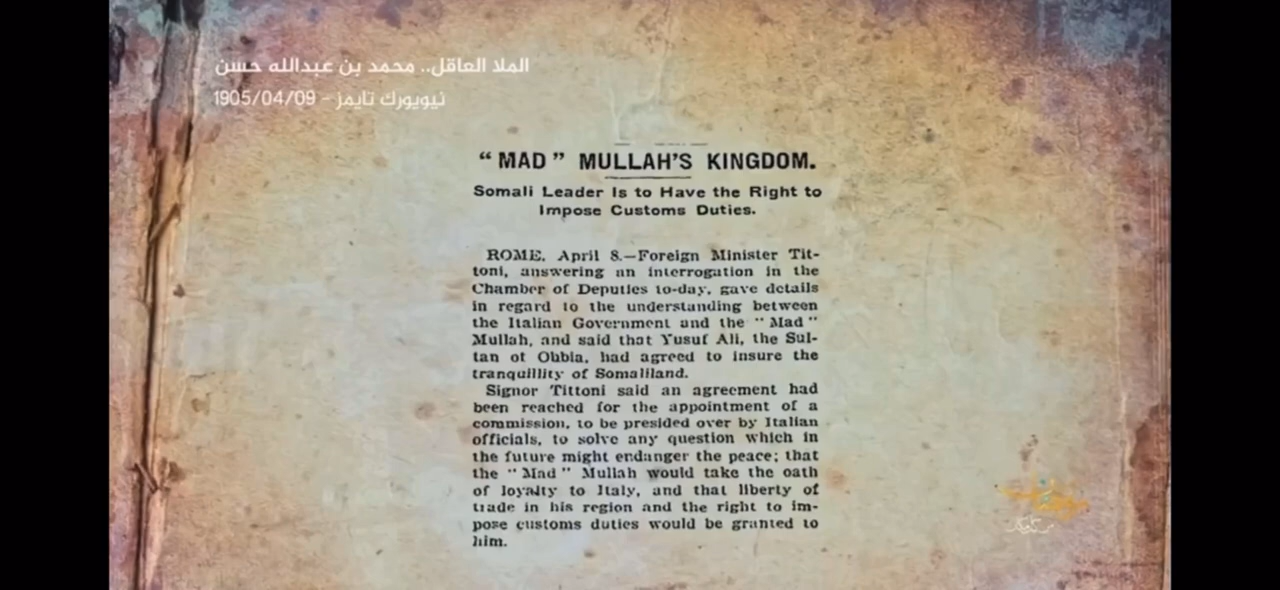 الملا العاقل.. محمد بن عبدالله حسن
نيويورك تايمز - 1905/04/09
“ MAD ” MULLAH’S KINGDOM.
Somali Leader Is to Have the Right to
Impose Customs Duties.
ROME, April 8.—Foreign Minister Tit-
toni, answering an interrogation in the
Chamber of Deputies to-day, gave details
in regard to the understanding between
the Italian Government and the “ Mad ”
Mullah, and said that Yusuf Ali, the Sul-
tan of Obbia, had agreed to insure the
tranquillity of Somaliland.
Signor Tittoni said an agreement had
been reached for the appointment of a
commission, to be presided over by Italian
officials, to solve any question which in
the future might endanger the peace; that
the “ Mad ” Mullah would take the oath
of loyalty to Italy, and that liberty of
trade in his region and the right to im-
pose customs duties would be granted to
him.